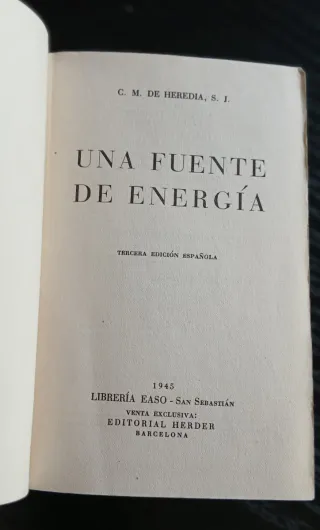 C. M. DE HEREDIA, S. J.
UNA FUENTE
DE ENERGÍA
TERCERA EDICIÓN ESPAÑOLA
1945
LIBRERÍA EASO - SAN SEBASTIÁN
VENTA EXCLUSIVA:
EDITORIAL HERDER
BARCELONA